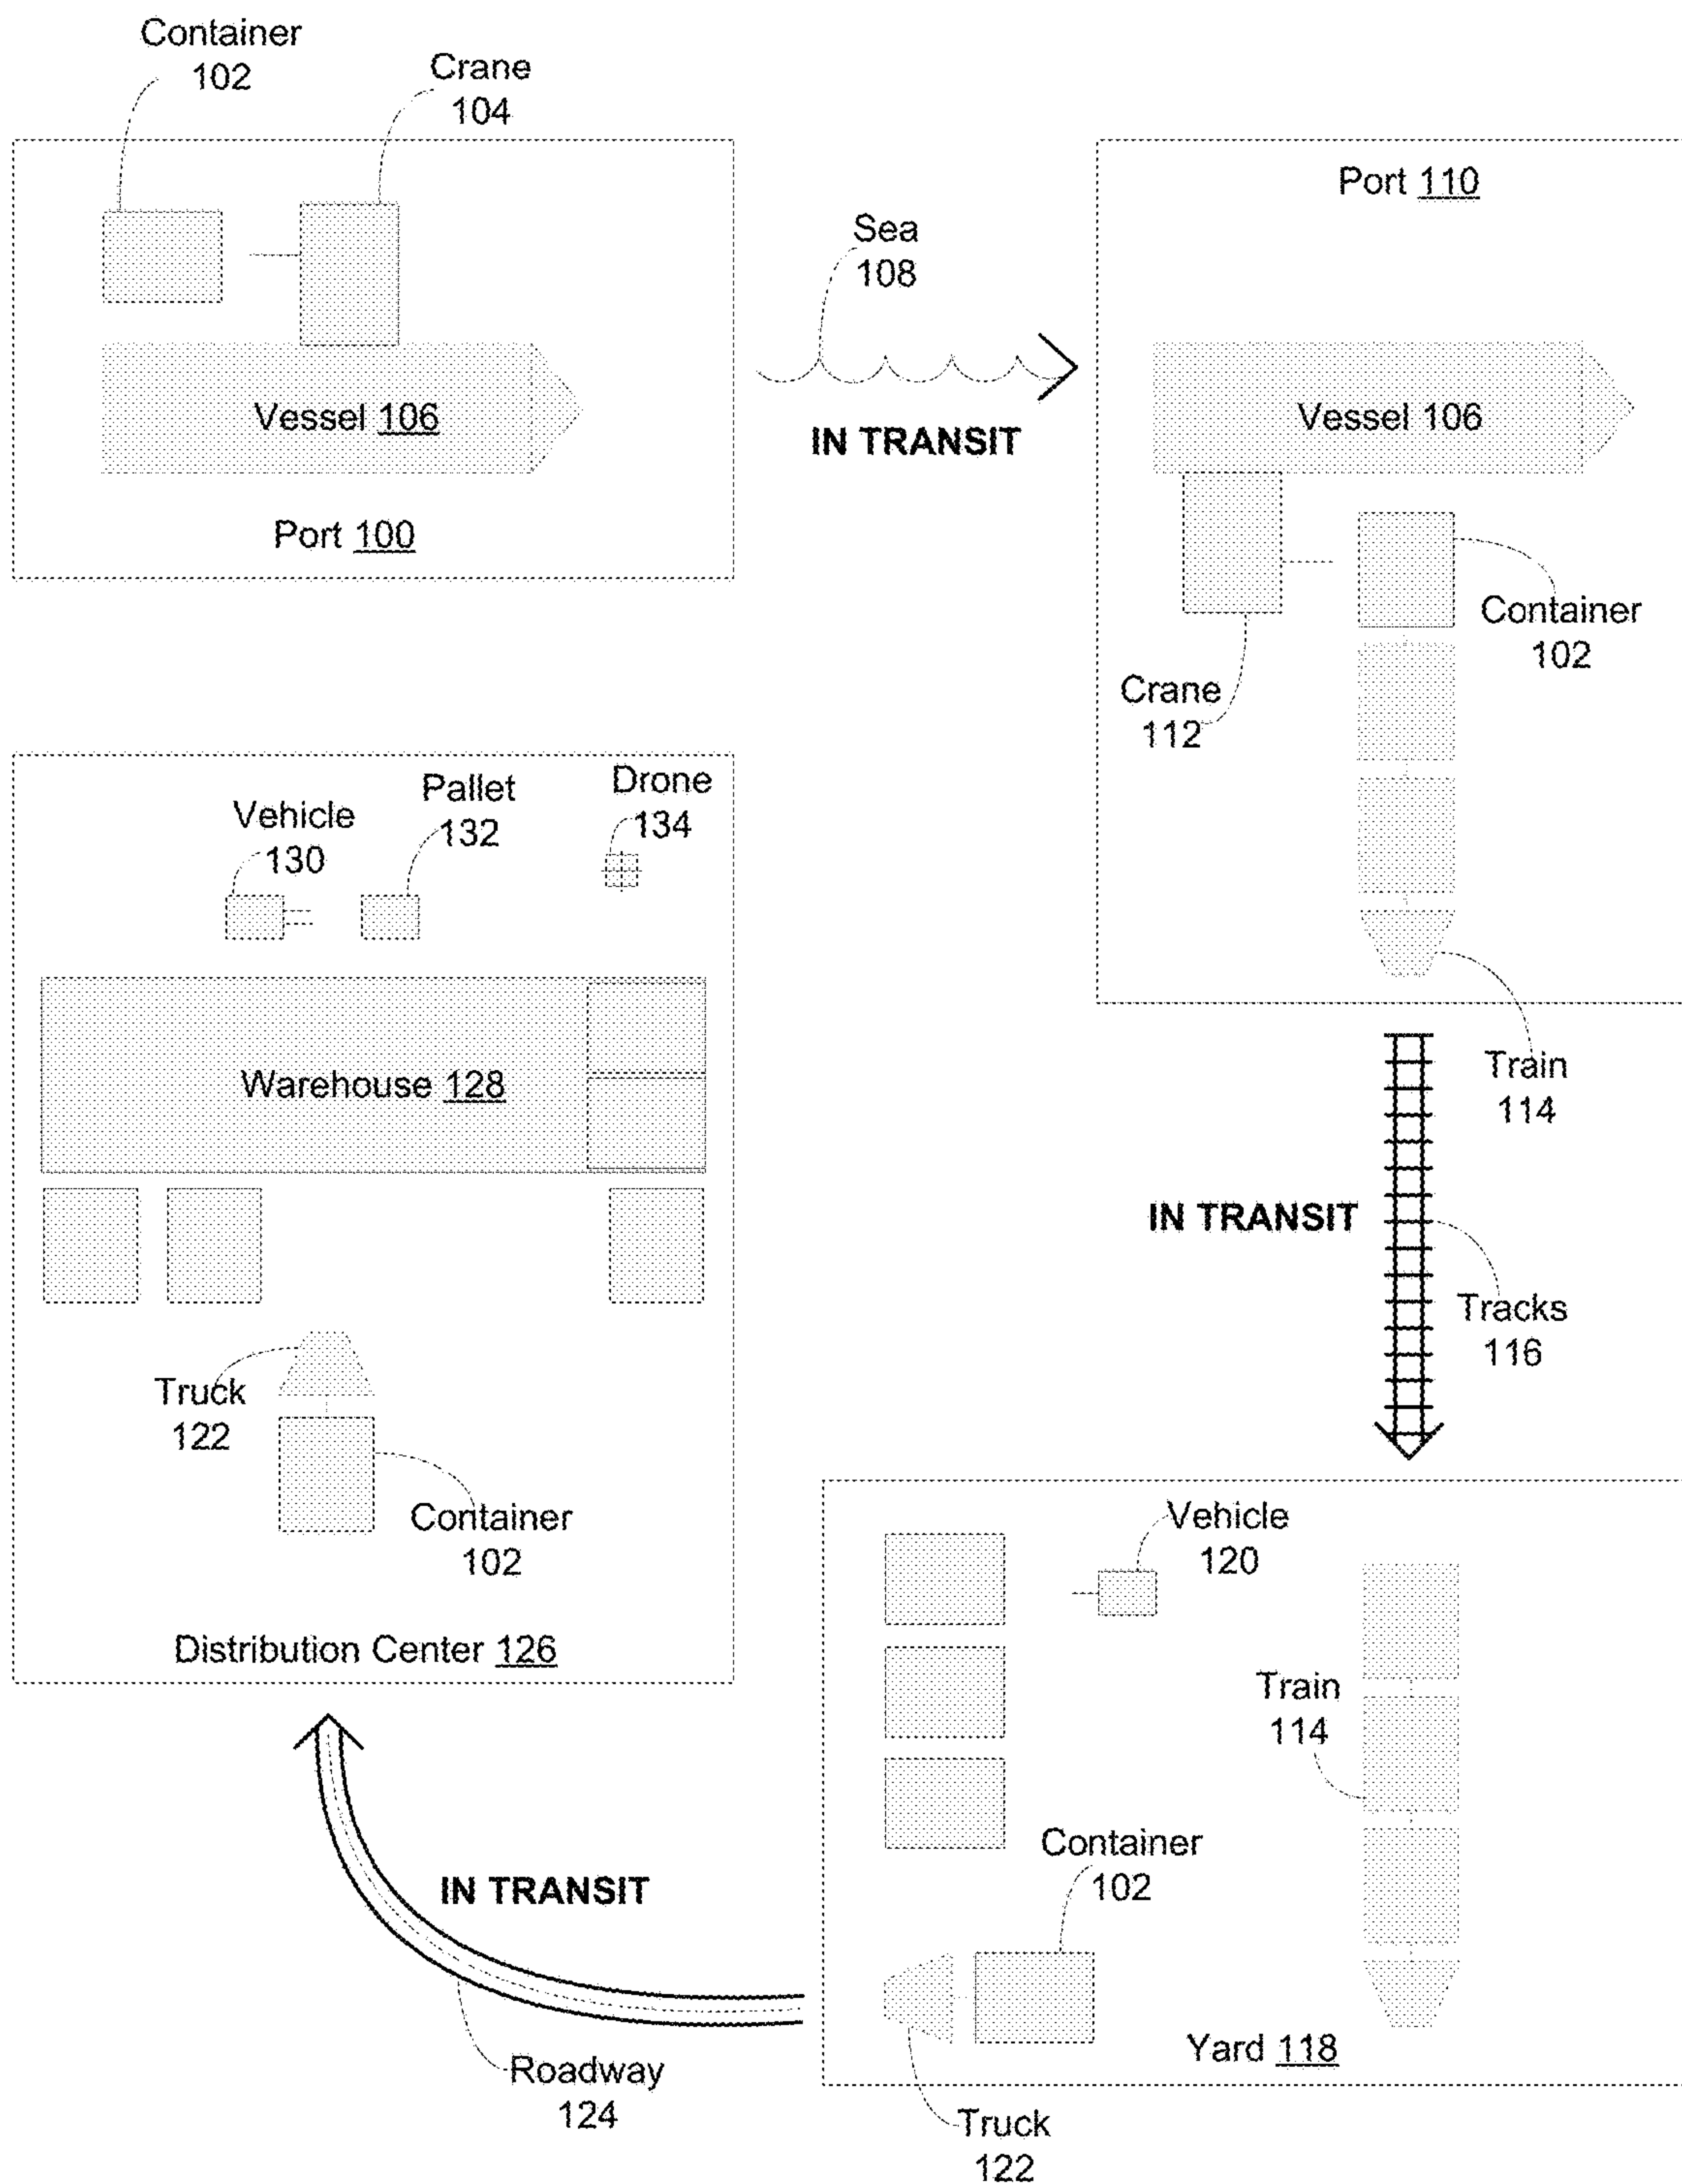 Container
102
Crane
104
Vessel 106
Port 100
Sea
108
IN TRANSIT
Port 110
Vessel 106
Container
102
Crane
112
Train
114
IN TRANSIT
Tracks
116
Vehicle
120
Train
114
Container
102
Yard 118
Truck
122
IN TRANSIT
Roadway
124
Vehicle
130
Pallet
132
Drone
134
Warehouse 128
Truck
122
Container
102
Distribution Center 126